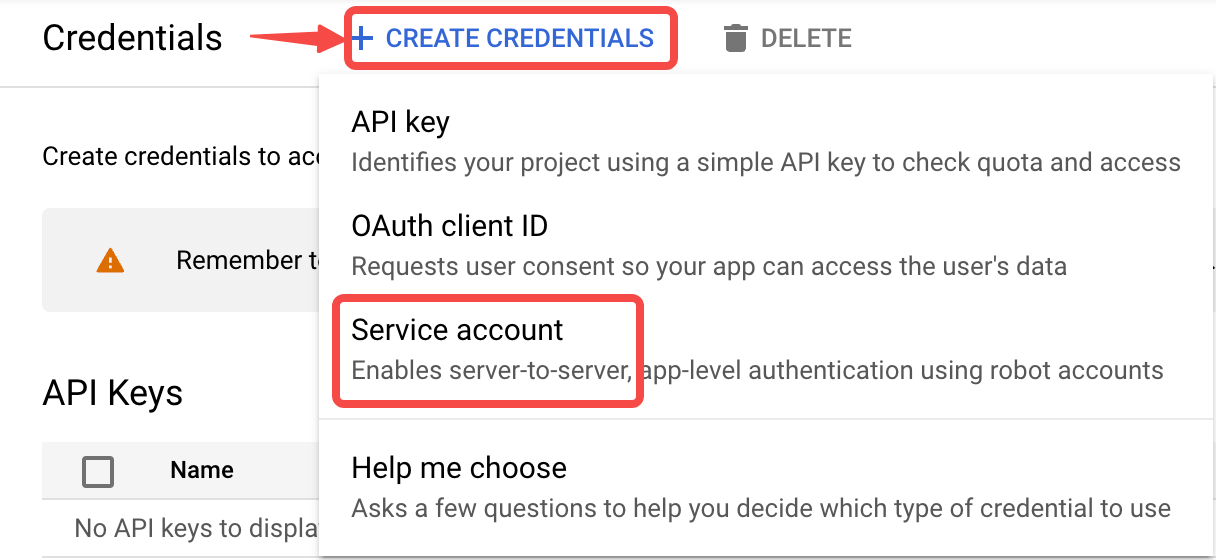 Credentials
+ CREATE CREDENTIALS
DELETE
API key
Identifies your project using a simple API key to check quota and access
Create credentials to acc
OAuth client ID
Remember t
Requests user consent so your app can access the user's data
Service account
Enables server-to-server, app-level authentication using robot accounts
API Keys
Help me choose
Name
Asks a few questions to help you decide which type of credential to use
No API keys to displa